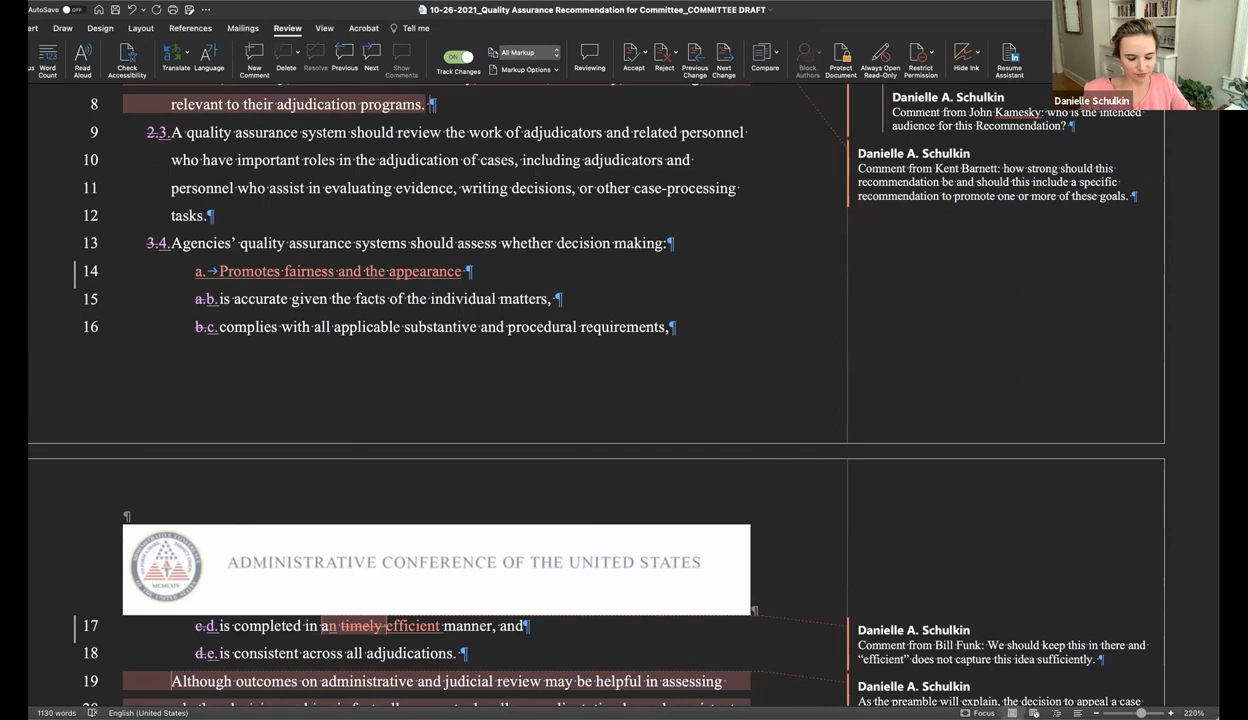 AutoSave OFF
10-26-2021_Quality Assurance Recommendation for Committee_COMMITTEE DRAFT
ert Draw Design Layout References Mailings Review View Acrobat Tell me
Word Count
Read Aloud
Check Accessibility
Translate
Language
New Comment
Delete
Resolve
Previous
Next
Show Comments
ON
Track Changes
All Markup
Markup Options
Reviewing
Accept
Reject
Previous Change
Next Change
Compare
Block Authors
Protect Document
Always Open Read-Only
Restrict Permission
Hide Ink
Resume Assistant
Danielle Schulkin
8 relevant to their adjudication programs. ¶
9 2.3.A quality assurance system should review the work of adjudicators and related personnel
10 who have important roles in the adjudication of cases, including adjudicators and
11 personnel who assist in evaluating evidence, writing decisions, or other case-processing
12 tasks.¶
13 3.4.Agencies’ quality assurance systems should assess whether decision making:¶
14 a.→Promotes fairness and the appearance ¶
15 a.b.is accurate given the facts of the individual matters, ¶
16 b.c.complies with all applicable substantive and procedural requirements,¶
Danielle A. Schulkin
Comment from John Kamesky: who is the intended
audience for this Recommendation? ¶
Danielle A. Schulkin
Comment from Kent Barnett: how strong should this
recommendation be and should this include a specific
recommendation to promote one or more of these goals. ¶
¶
ADMINISTRATIVE CONFERENCE OF THE UNITED STATES
¶
17 c.d.is completed in an timely efficient manner, and¶
18 d.e.is consistent across all adjudications. ¶
19 Although outcomes on administrative and judicial review may be helpful in assessing
Danielle A. Schulkin
Comment from Bill Funk: We should keep this in there and
“efficient” does not capture this idea sufficiently. ¶
Danielle A. Schulkin
As the preamble will explain, the decision to appeal a case
1130 words English (United States) Focus 220%